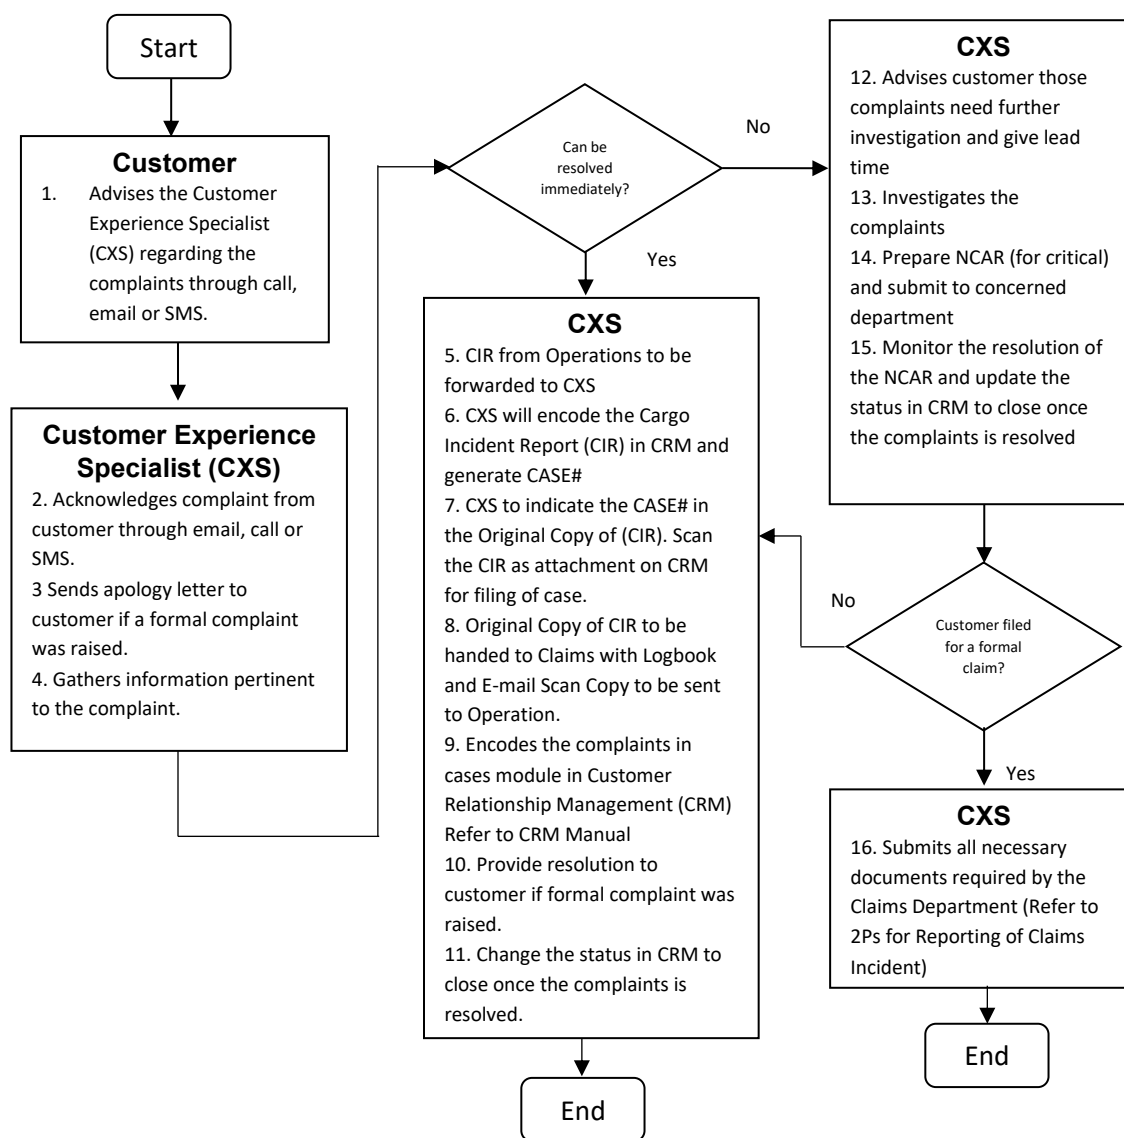 Start
Customer
1. Advises the Customer
Experience Specialist
(CXS) regarding the
complaints through call,
email or SMS.
Customer Experience
Specialist (CXS)
2. Acknowledges complaint from
customer through email, call or
SMS.
3 Sends apology letter to
customer if a formal complaint
was raised.
4. Gathers information pertinent
to the complaint.
Can be
resolved
immediately?
No
Yes
CXS
5. CIR from Operations to be
forwarded to CXS
6. CXS will encode the Cargo
Incident Report (CIR) in CRM and
generate CASE#
7. CXS to indicate the CASE# in
the Original Copy of (CIR). Scan
the CIR as attachment on CRM
for filing of case.
8. Original Copy of CIR to be
handed to Claims with Logbook
and E-mail Scan Copy to be sent
to Operation.
9. Encodes the complaints in
cases module in Customer
Relationship Management (CRM)
Refer to CRM Manual
10. Provide resolution to
customer if formal complaint was
raised.
11. Change the status in CRM to
close once the complaints is
resolved.
End
CXS
12. Advises customer those
complaints need further
investigation and give lead
time
13. Investigates the
complaints
14. Prepare NCAR (for critical)
and submit to concerned
department
15. Monitor the resolution of
the NCAR and update the
status in CRM to close once
the complaints is resolved
Customer filed
for a formal
claim?
No
Yes
CXS
16. Submits all necessary
documents required by the
Claims Department (Refer to
2Ps for Reporting of Claims
Incident)
End